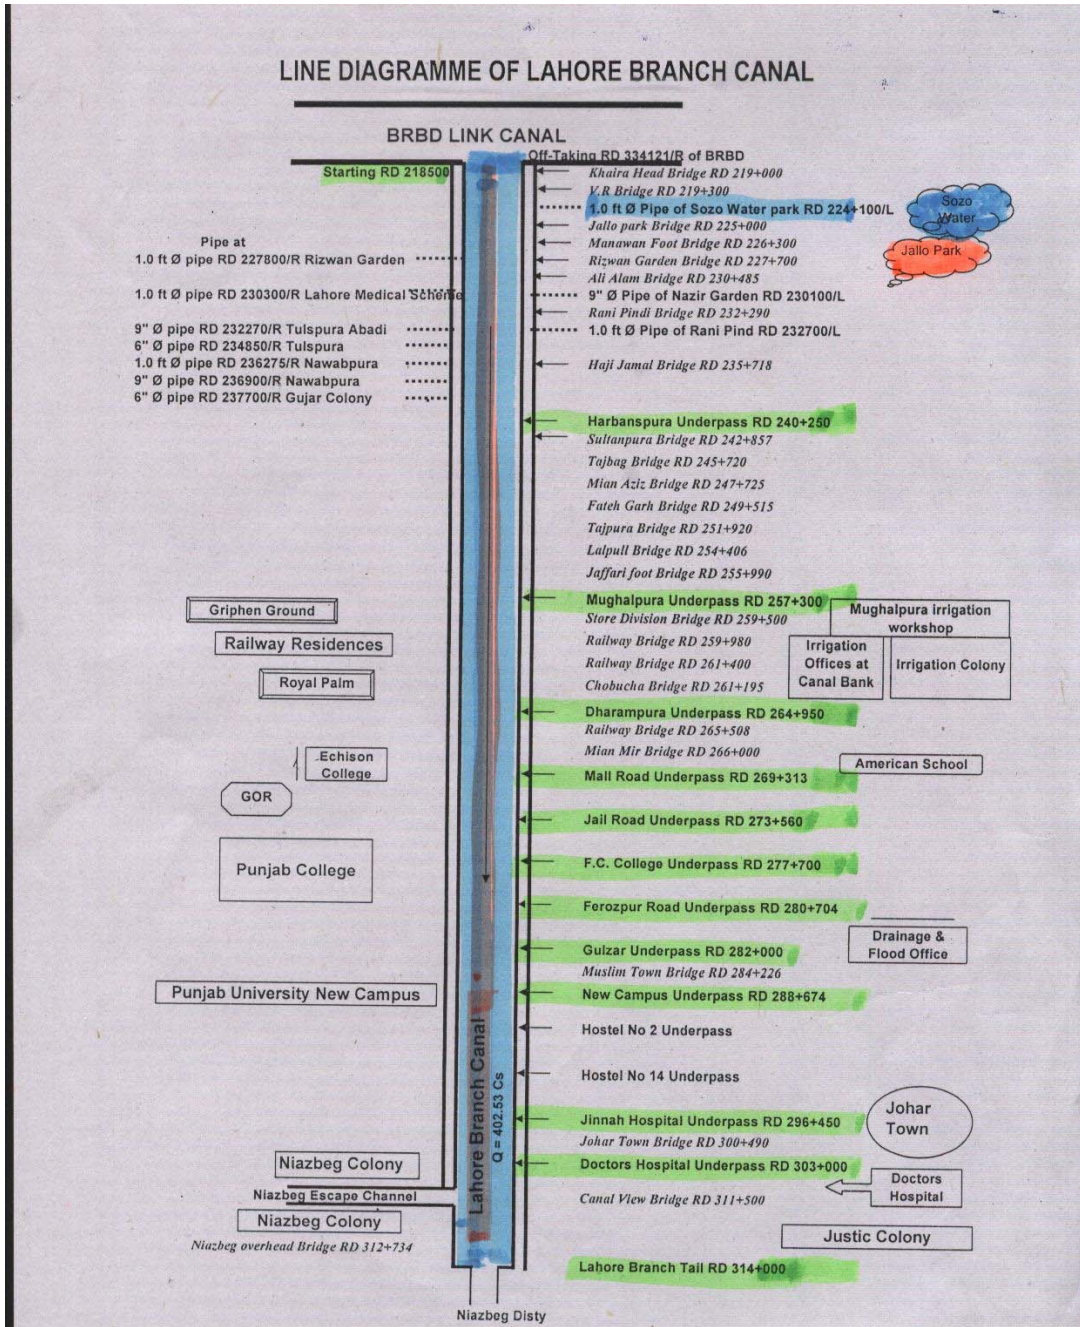 LINE DIAGRAMME OF LAHORE BRANCH CANAL
BRBD LINK CANAL
Off-Taking RD 334121/R of BRBD
Starting RD 218500
Khaira Head Bridge RD 219+000
V.R Bridge RD 219+300
1.0 ft Ø Pipe of Sozo Water park RD 224+100/L
Sozo
Water
Jallo park Bridge RD 225+000
Manawan Foot Bridge RD 226+300
Jallo Park
Pipe at
1.0 ft Ø pipe RD 227800/R Rizwan Garden
Rizwan Garden Bridge RD 227+700
Ali Alam Bridge RD 230+485
1.0 ft Ø pipe RD 230300/R Lahore Medical Scheme
9" Ø Pipe of Nazir Garden RD 230100/L
Rani Pindi Bridge RD 232+290
9" Ø pipe RD 232270/R Tulspura Abadi
1.0 ft Ø Pipe of Rani Pind RD 232700/L
6" Ø pipe RD 234850/R Tulspura
1.0 ft Ø pipe RD 236275/R Nawabpura
Haji Jamal Bridge RD 235+718
9" Ø pipe RD 236900/R Nawabpura
6" Ø pipe RD 237700/R Gujar Colony
Harbanspura Underpass RD 240+250
Sultanpura Bridge RD 242+857
Tajbag Bridge RD 245+720
Mian Aziz Bridge RD 247+725
Fateh Garh Bridge RD 249+515
Tajpura Bridge RD 251+920
Lalpull Bridge RD 254+406
Jaffari foot Bridge RD 255+990
Mughalpura Underpass RD 257+300
Griphen Ground
Store Division Bridge RD 259+500
Mughalpura irrigation
workshop
Railway Residences
Railway Bridge RD 259+980
Irrigation
Offices at
Canal Bank
Irrigation Colony
Railway Bridge RD 261+400
Royal Palm
Chobucha Bridge RD 261+195
Dharampura Underpass RD 264+950
Railway Bridge RD 265+508
Mian Mir Bridge RD 266+000
Echison
College
American School
Mall Road Underpass RD 269+313
GOR
Jail Road Underpass RD 273+560
Punjab College
F.C. College Underpass RD 277+700
Ferozpur Road Underpass RD 280+704
Drainage &
Flood Office
Gulzar Underpass RD 282+000
Muslim Town Bridge RD 284+226
Punjab University New Campus
New Campus Underpass RD 288+674
Hostel No 2 Underpass
Hostel No 14 Underpass
Lahore Branch Canal
Q = 402.53 Cs
Jinnah Hospital Underpass RD 296+450
Johar
Town
Johar Town Bridge RD 300+490
Niazbeg Colony
Doctors Hospital Underpass RD 303+000
Doctors
Hospital
Niazbeg Escape Channel
Canal View Bridge RD 311+500
Niazbeg Colony
Justic Colony
Niazbeg overhead Bridge RD 312+734
Lahore Branch Tail RD 314+000
Niazbeg Disty